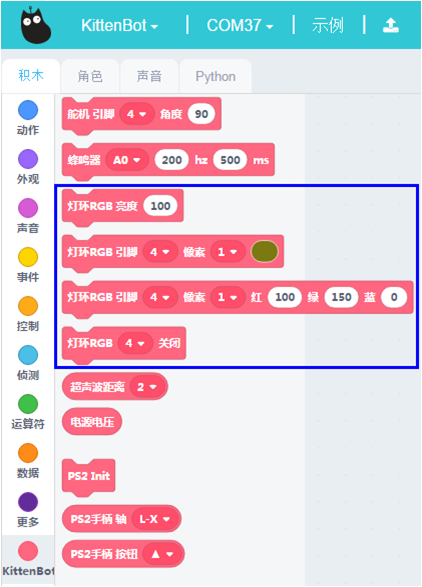 KittenBot COM37 示例
积木 角色 声音 Python
动作
外观
声音
事件
控制
侦测
运算符
数据
更多
KittenBot
舵机 引脚 4 角度 90
蜂鸣器 A0 200 hz 500 ms
灯环RGB 亮度 100
灯环RGB 引脚 4 像素 1
灯环RGB 引脚 4 像素 1 红 100 绿 150 蓝 0
灯环RGB 4 关闭
超声波距离 2
电源电压
PS2 Init
PS2手柄 轴 L-X
PS2手柄 按钮 ▲